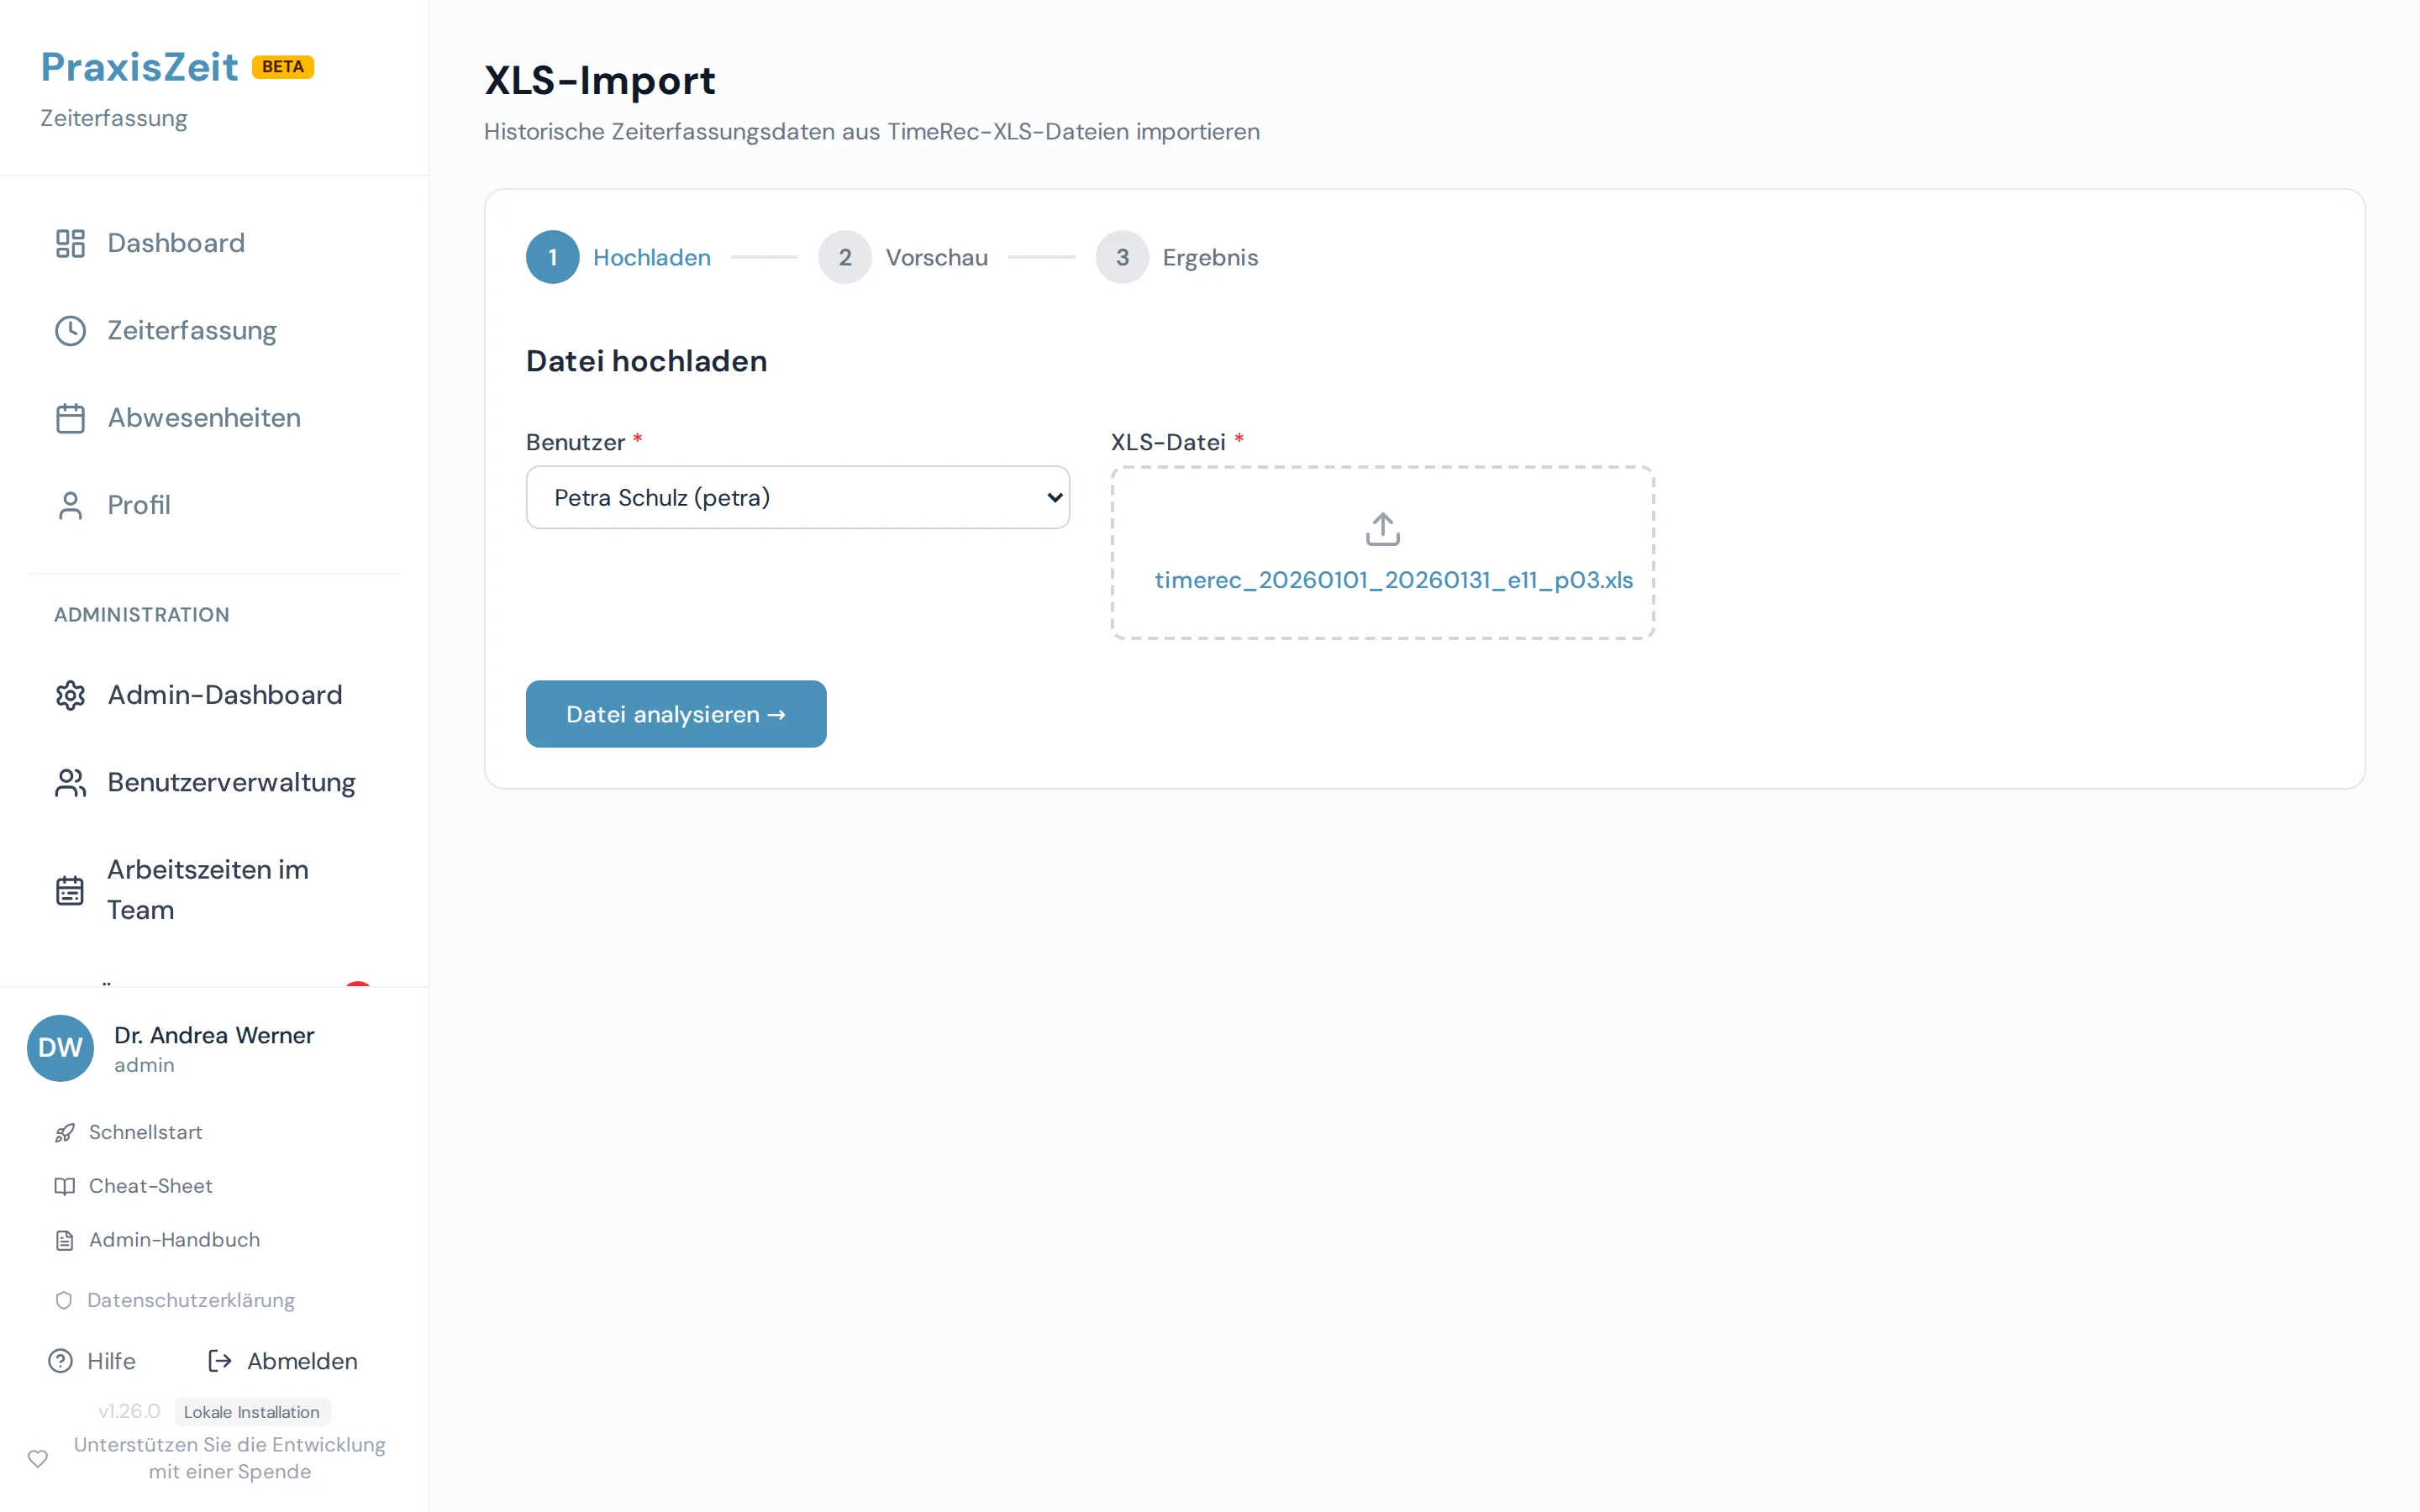 PraxisZeit BETA
Zeiterfassung
Dashboard
Zeiterfassung
Abwesenheiten
Profil
ADMINISTRATION
Admin-Dashboard
Benutzerverwaltung
Arbeitszeiten im
Team
DW
Dr. Andrea Werner
admin
Schnellstart
Cheat-Sheet
Admin-Handbuch
Datenschutzerklärung
Hilfe Abmelden
v1.26.0 Lokale Installation
Unterstützen Sie die Entwicklung
mit einer Spende
XLS-Import
Historische Zeiterfassungsdaten aus TimeRec-XLS-Dateien importieren
1 Hochladen 2 Vorschau 3 Ergebnis
Datei hochladen
Benutzer *
Petra Schulz (petra)
XLS-Datei *
timerec_20260101_20260131_e11_p03.xls
Datei analysieren →